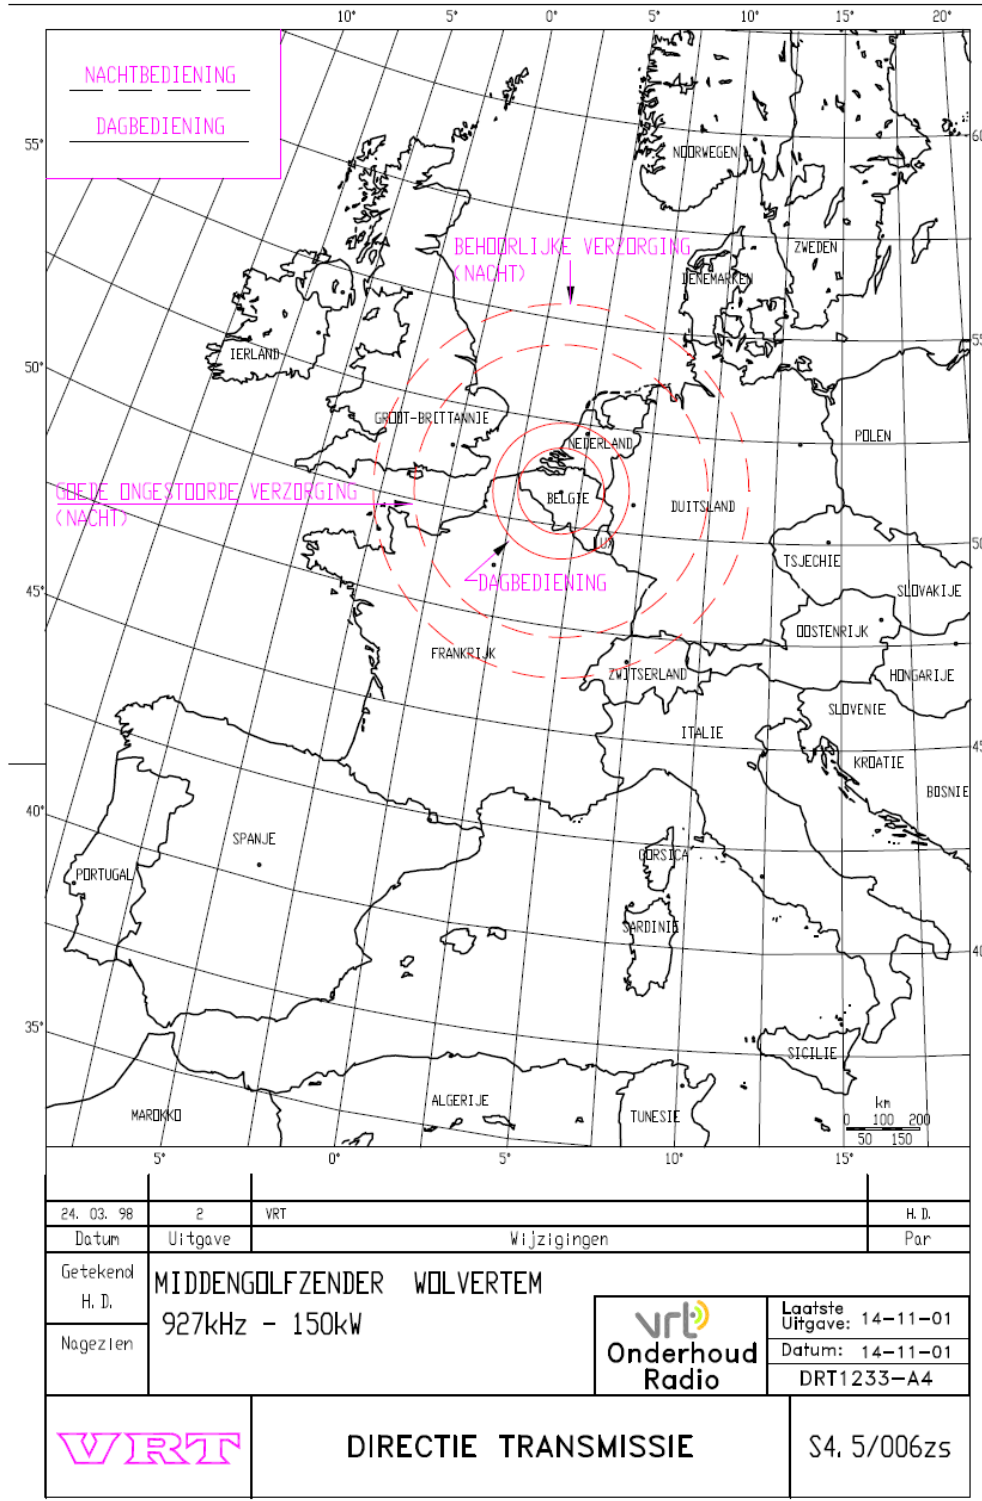 10° 5° 0° 5° 10° 15° 20°
NACHTBEDIENING
DAGBEDIENING
55°
60
NOORWEGEN
ZWEDEN
BEHOORLIJKE VERZORGING
(NACHT)
DENEMARKEN
IERLAND
55
50°
GROOT-BRITTANNIE
NEDERLAND
POLEN
GOEDE ONGESTOORDE VERZORGING
(NACHT)
BELGIE
DUITSLAND
LUX
50
TSJECHIE
DAGBEDIENING
SLOVAKIJE
45°
OOSTENRIJK
FRANKRIJK
ZWITSERLAND
HONGARIJE
SLOVENIE
ITALIE
45
KROATIE
BOSNIE
40°
SPANJE
CORSICA
PORTUGAL
SARDINIE
40
35°
SICILIE
ALGERIJE
MAROKKO
TUNESIE
km
0 100 200
50 150
5° 0° 5° 10° 15°
24. 03. 98 2 VRT H. D.
Datum Uitgave Wijzigingen Par
Getekend
H. D.
Nagezien
MIDDENGOLFZENDER WOLVERTEM
927kHz - 150kW
vrt
Onderhoud
Radio
Laatste
Uitgave: 14-11-01
Datum: 14-11-01
DRT1233-A4
VRT
DIRECTIE TRANSMISSIE
S4. 5/006zs